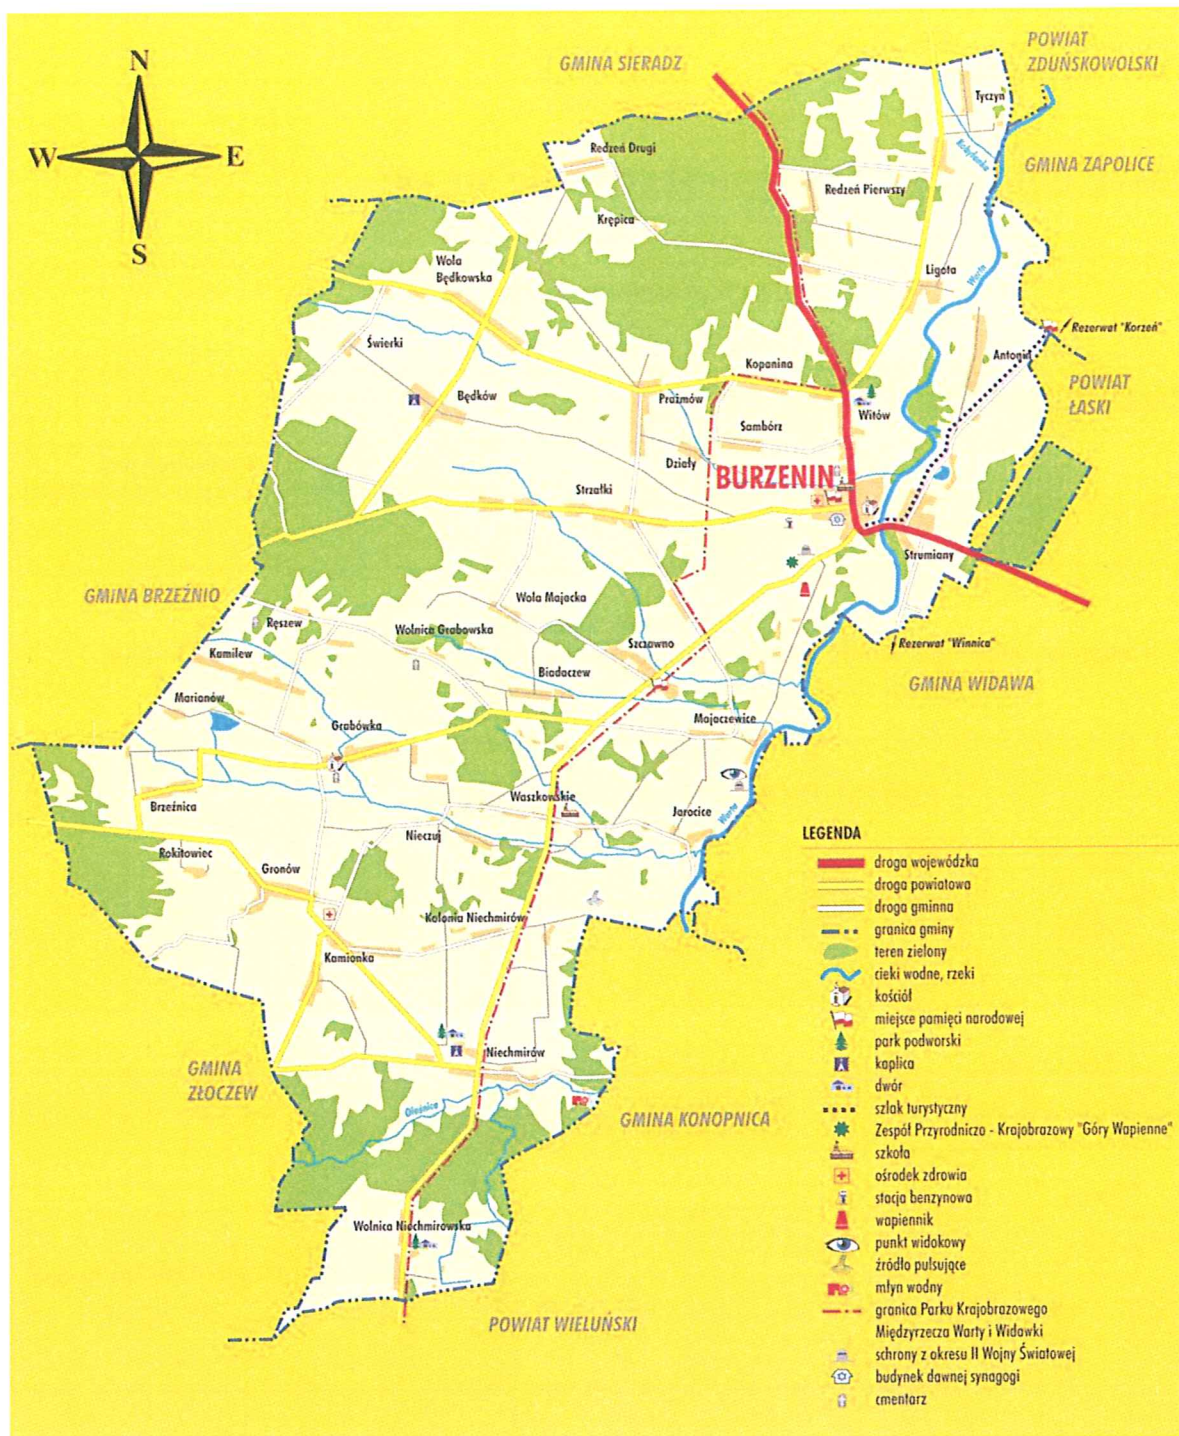 N
W E
S
GMINA SIERADZ
POWIAT
ZDUŃSKOWOLSKI
Tyczyn
Redzeń Drugi
GMINA ZAPOLICE
Redzeń Pierwszy
Krępica
Wola
Będkowska
Ligota
Warta
Rezerwat "Korzeń"
Świerki
Antonin
Kopanina
POWIAT
ŁASKI
Będków
Prażmów
Witów
Sambórz
Działy
BURZENIN
Strzałki
Strumiany
GMINA BRZEŹNIO
Wola Majacka
Ręszew
Wolnica Grabowska
Szczawno
Rezerwat "Winnica"
Kamilew
Biadaczew
GMINA WIDAWA
Marianów
Majaczewice
Grabówka
Waszkowskie
Brzeźnica
Jarocice
Warta
Nieczuj
Rokitowiec
Gronów
Kolonia Niechmirów
Kamionka
Niechmirów
GMINA
ZŁOCZEW
Oleśnica
GMINA KONOPNICA
Wolnica Niechmirowska
POWIAT WIELUŃSKI
LEGENDA
droga wojewódzka
droga powiatowa
droga gminna
granica gminy
teren zielony
cieki wodne, rzeki
kościół
miejsce pamięci narodowej
park podworski
kaplica
dwór
szlak turystyczny
Zespół Przyrodniczo - Krajobrazowy "Góry Wapienne"
szkoła
ośrodek zdrowia
stacja benzynowa
wapiennik
punkt widokowy
źródło pulsujące
młyn wodny
granica Parku Krajobrazowego
Międzyrzecza Warty i Widawki
schrony z okresu II Wojny Światowej
budynek dawnej synagogi
cmentarz